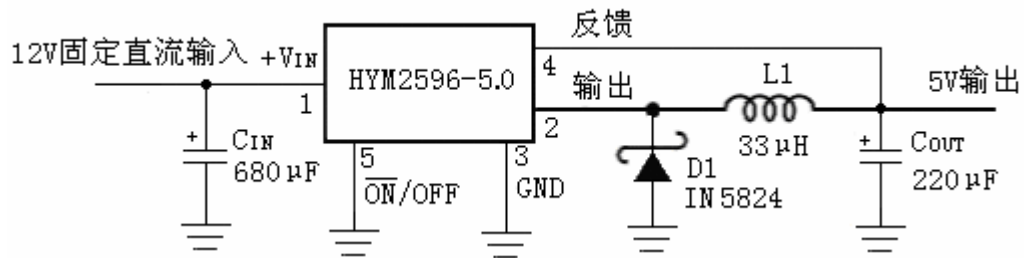 反馈
12V固定直流输入 +VIN
HYM2596-5.0
4
输出
L1
5V输出
1
2
+
CIN
680μF
5
ON/OFF
3
GND
D1
IN5824
33μH
+
COUT
220μF